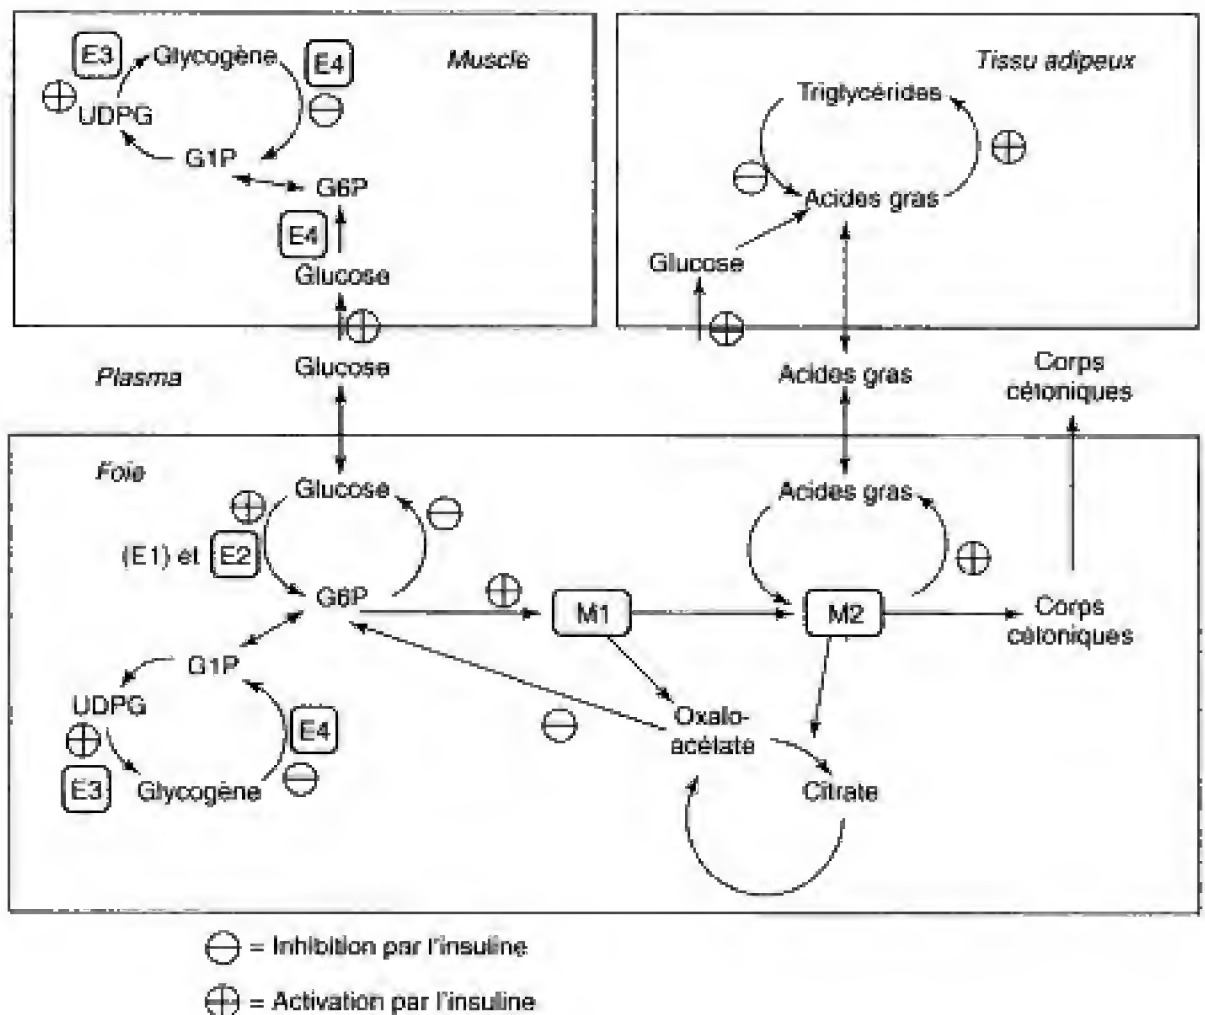 E3
Glycogène
E4
Muscle
UDPG
G1P
G6P
E4
Glucose
Tissu adipeux
Triglycérides
Acides gras
Glucose
Plasma
Glucose
Acides gras
Corps
cétoniques
Foie
Glucose
Acides gras
(E1) et E2
G6P
M1
M2
Corps
cétoniques
G1P
UDPG
E4
Oxalo-
acétate
E3
Glycogène
Citrate
= Inhibition par l'insuline
= Activation par l'insuline